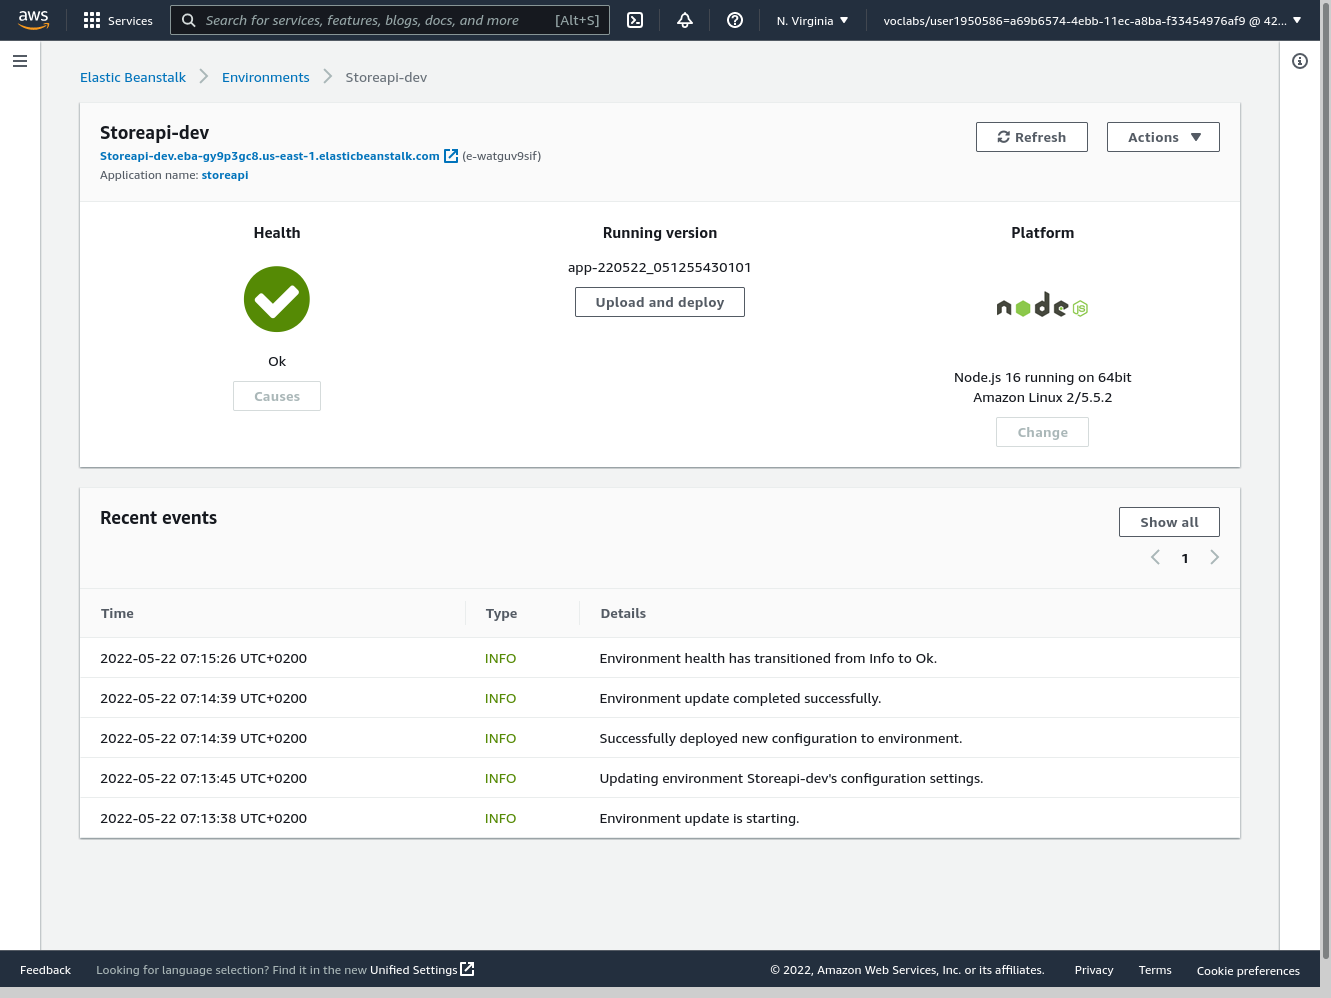 aws Services Search for services, features, blogs, docs, and more [Alt+S] N. Virginia voclabs/user1950586=a69b6574-4ebb-11ec-a8ba-f33454976af9 @ 42...
Elastic Beanstalk Environments Storeapi-dev
Storeapi-dev
Refresh Actions
Storeapi-dev.eba-gy9p3gc8.us-east-1.elasticbeanstalk.com (e-watguv9sif)
Application name: storeapi
Health Running version Platform
app-220522_051255430101
Upload and deploy
node JS
Ok
Node.js 16 running on 64bit
Amazon Linux 2/5.5.2
Causes
Change
Recent events
Show all
1
Time Type Details
2022-05-22 07:15:26 UTC+0200 INFO Environment health has transitioned from Info to Ok.
2022-05-22 07:14:39 UTC+0200 INFO Environment update completed successfully.
2022-05-22 07:14:39 UTC+0200 INFO Successfully deployed new configuration to environment.
2022-05-22 07:13:45 UTC+0200 INFO Updating environment Storeapi-dev's configuration settings.
2022-05-22 07:13:38 UTC+0200 INFO Environment update is starting.
Feedback Looking for language selection? Find it in the new Unified Settings © 2022, Amazon Web Services, Inc. or its affiliates. Privacy Terms Cookie preferences